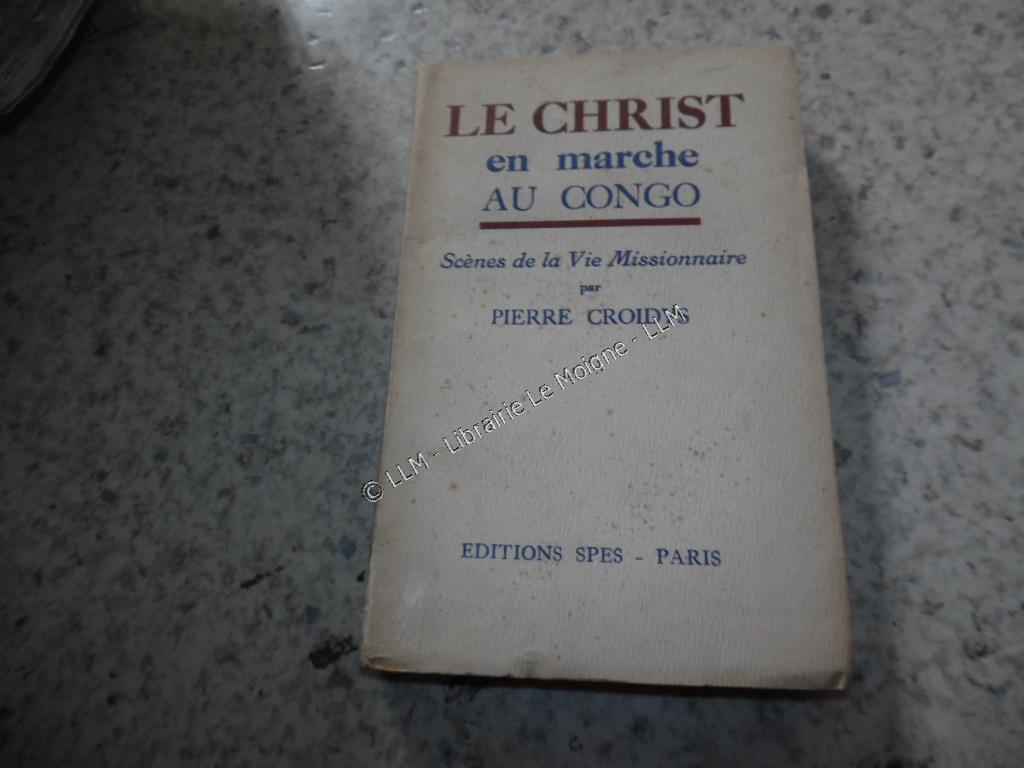 LE CHRIST
en marche
AU CONGO
Scènes de la Vie Missionnaire
par
PIERRE CROIDYS
© LLM - Librairie Le Moigne - LLM
EDITIONS SPES - PARIS